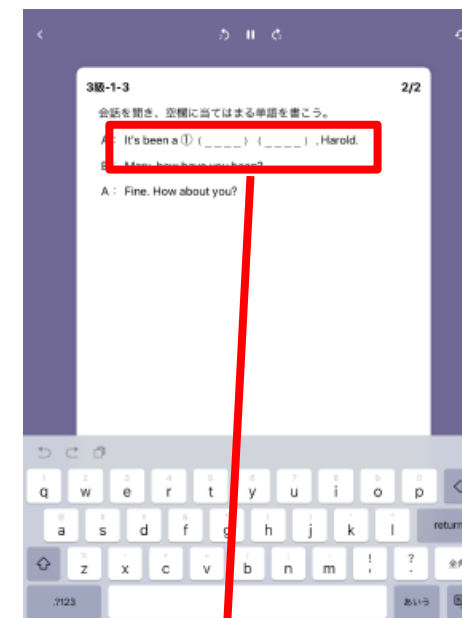 3級-1-3 2/2
会話を聞き、空欄に当てはまる単語を書こう。
A： It's been a ① (____) (____) , Harold.
B： Mary, how have you been?
A： Fine. How about you?
q w e r t y u i o p
a s d f g h j k l return
z x c v b n m ! , ? .
.?123 あいう